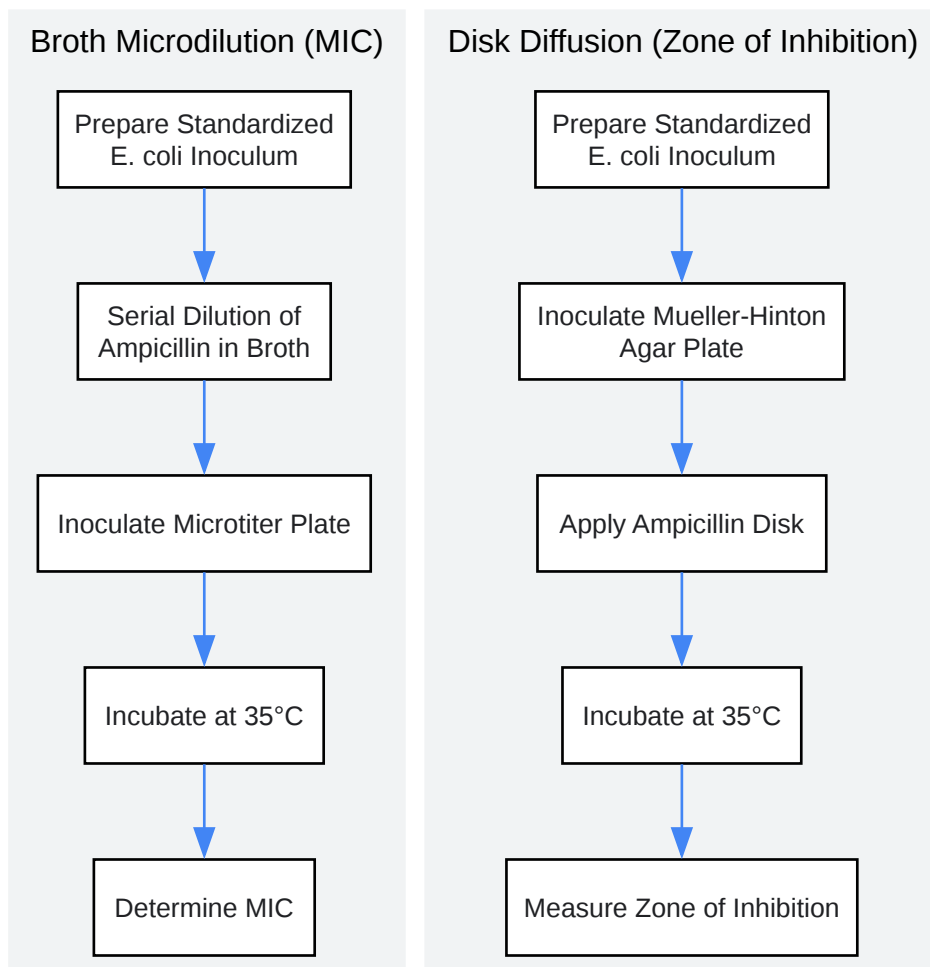 Broth Microdilution (MIC)
Prepare Standardized
E. coli Inoculum
Serial Dilution of
Ampicillin in Broth
Inoculate Microtiter Plate
Incubate at 35°C
Determine MIC
Disk Diffusion (Zone of Inhibition)
Prepare Standardized
E. coli Inoculum
Inoculate Mueller-Hinton
Agar Plate
Apply Ampicillin Disk
Incubate at 35°C
Measure Zone of Inhibition